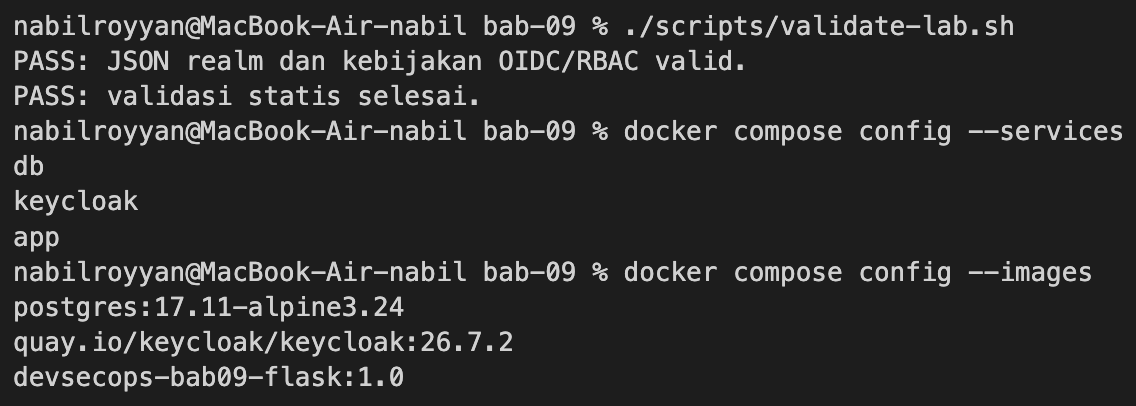 nabilroyyan@MacBook-Air-nabil bab-09 % ./scripts/validate-lab.sh
PASS: JSON realm dan kebijakan OIDC/RBAC valid.
PASS: validasi statis selesai.
nabilroyyan@MacBook-Air-nabil bab-09 % docker compose config --services
db
keycloak
app
nabilroyyan@MacBook-Air-nabil bab-09 % docker compose config --images
postgres:17.11-alpine3.24
quay.io/keycloak/keycloak:26.7.2
devsecops-bab09-flask:1.0